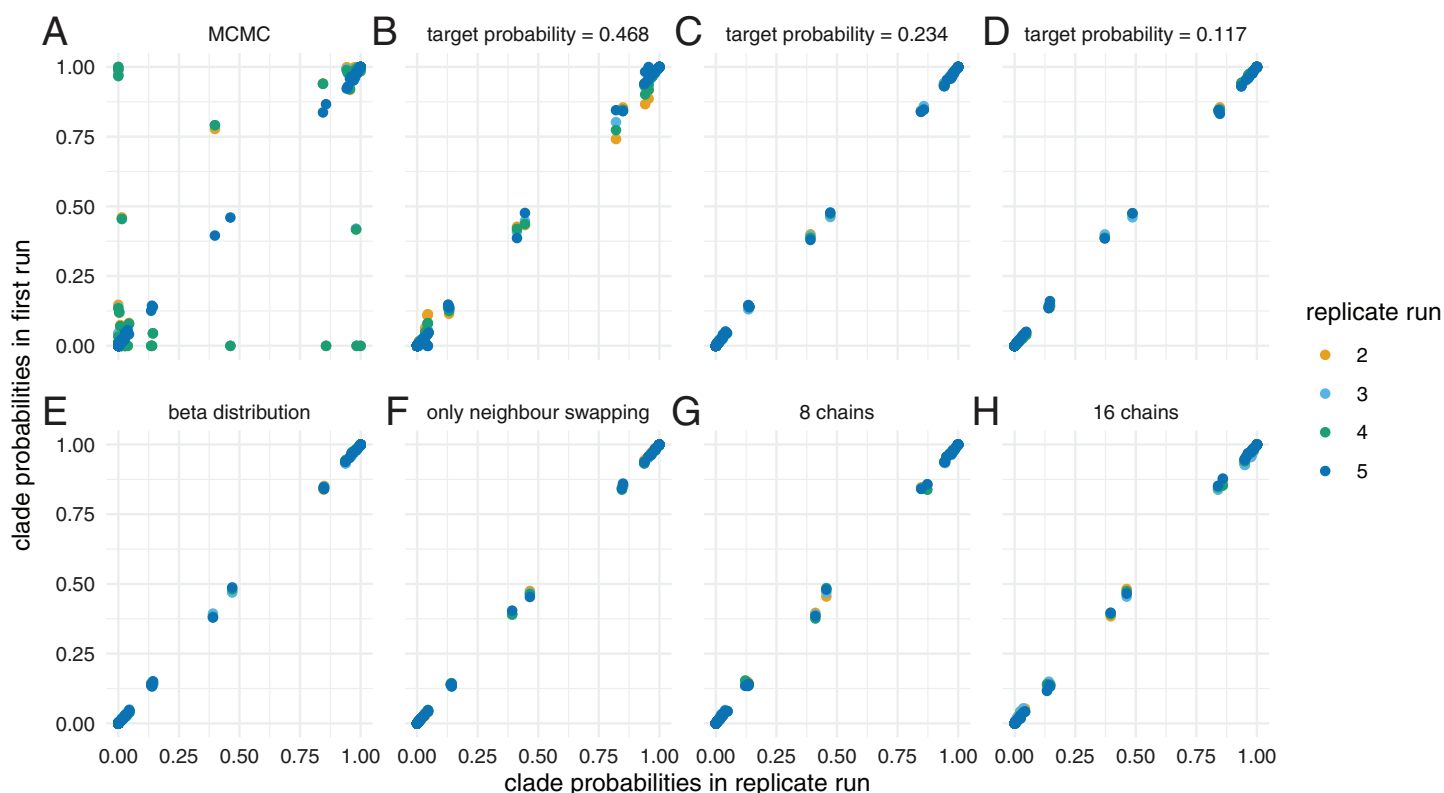 A MCMC
B target probability = 0.468
C target probability = 0.234
D target probability = 0.117
1.00
0.75
0.50
0.25
0.00
E beta distribution
F only neighbour swapping
G 8 chains
H 16 chains
1.00
0.75
0.50
0.25
0.00
0.00 0.25 0.50 0.75 1.00
0.00 0.25 0.50 0.75 1.00
0.00 0.25 0.50 0.75 1.00
0.00 0.25 0.50 0.75 1.00
clade probabilities in replicate run
clade probabilities in first run
replicate run
2
3
4
5